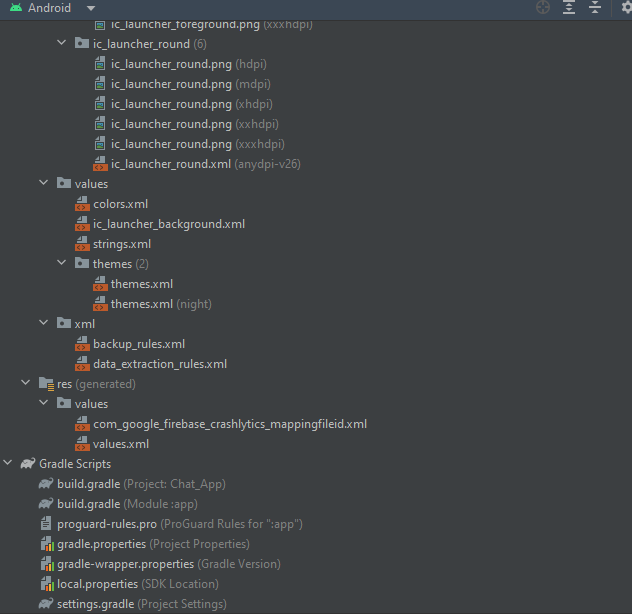 Android
ic_launcher_foreground.png (xxxhdpi)
ic_launcher_round (6)
ic_launcher_round.png (hdpi)
ic_launcher_round.png (mdpi)
ic_launcher_round.png (xhdpi)
ic_launcher_round.png (xxhdpi)
ic_launcher_round.png (xxxhdpi)
ic_launcher_round.xml (anydpi-v26)
values
colors.xml
ic_launcher_background.xml
strings.xml
themes (2)
themes.xml
themes.xml (night)
xml
backup_rules.xml
data_extraction_rules.xml
res (generated)
values
com_google_firebase_crashlytics_mappingfileid.xml
values.xml
Gradle Scripts
build.gradle (Project: Chat_App)
build.gradle (Module :app)
proguard-rules.pro (ProGuard Rules for ":app")
gradle.properties (Project Properties)
gradle-wrapper.properties (Gradle Version)
local.properties (SDK Location)
settings.gradle (Project Settings)